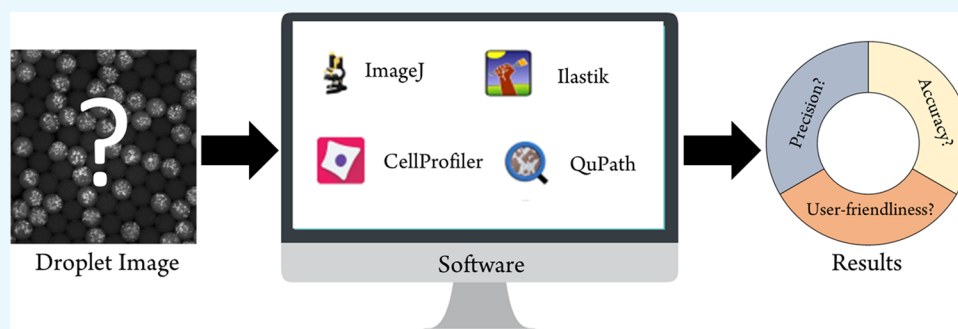 ?
Droplet Image
ImageJ
Ilastik
CellProfiler
QuPath
Software
Precision?
Accuracy?
User-friendliness?
Results